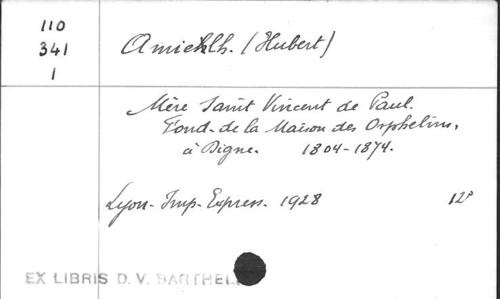 110
341
1
Amichlh. (Hubert)
Mère Saint Vincent de Paul.
Fond. de la Maison des Orphelins,
à Digne. 1804-1874.
Lyon. Imp. Express. 1928 12°
EX LIBRIS D. V. BARTHEL